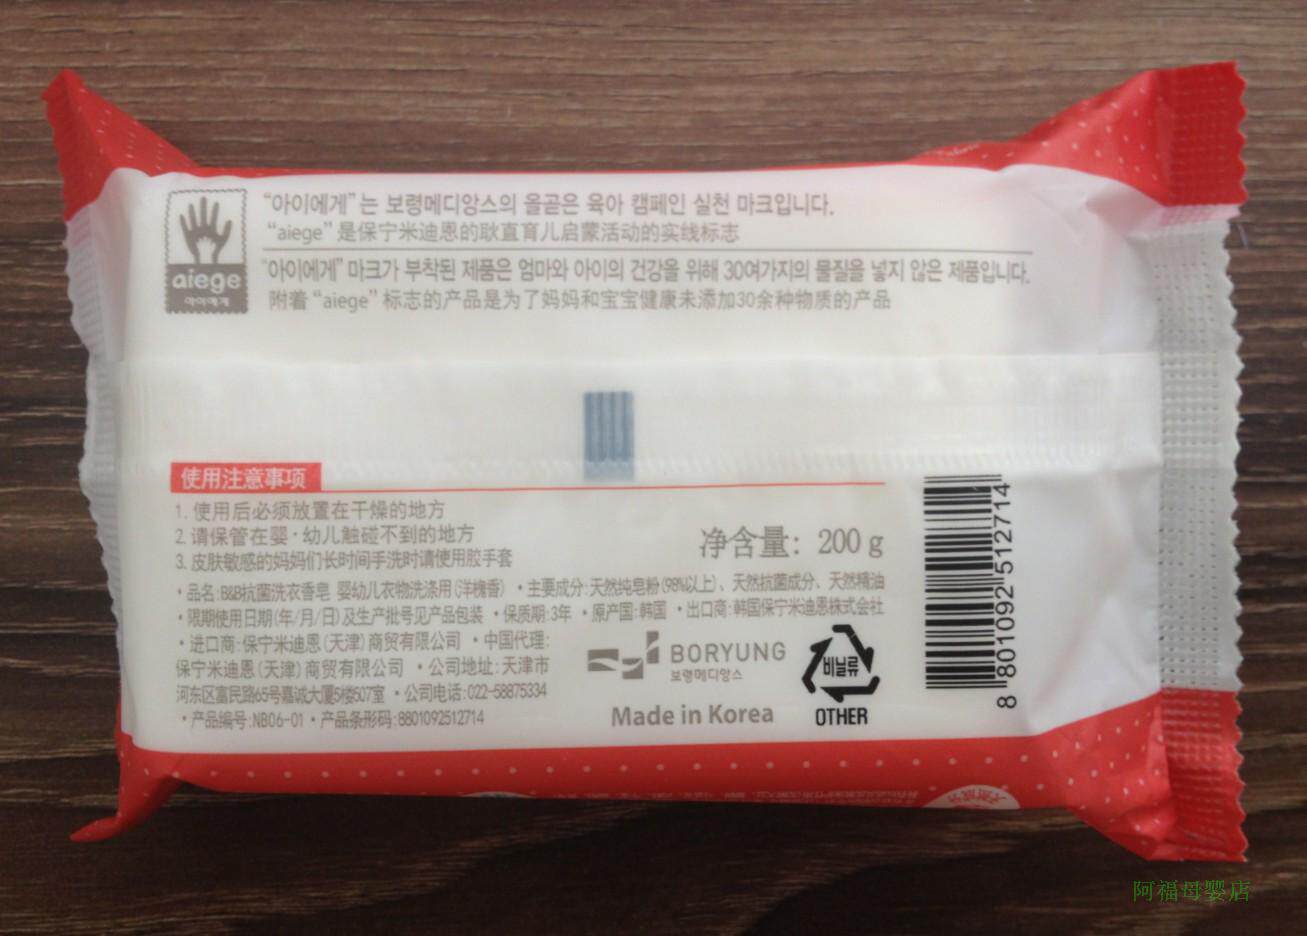 aiege
아이에게
“아이에게”는 보령메디앙스의 올곧은 육아 캠페인 실천 마크입니다.
“aiege”是保宁米迪恩的耿直育儿启蒙活动的实线标志
“아이에게” 마크가 부착된 제품은 엄마와 아이의 건강을 위해 30여가지의 물질을 넣지 않은 제품입니다.
附着“aiege”标志的产品是为了妈妈和宝宝健康未添加30余种物质的产品
使用注意事项
1. 使用后必须放置在干燥的地方
2. 请保管在婴·幼儿触碰不到的地方
3. 皮肤敏感的妈妈们长时间手洗时请使用胶手套
净含量：200 g
·品名:B&B抗菌洗衣香皂 婴幼儿衣物洗涤用(洋槐香) ·主要成分:天然纯皂粉(98%以上)、天然抗菌成分、天然精油
·限期使用日期(年/月/日)及生产批号见产品包装 ·保质期:3年 ·原产国:韩国 ·出口商:韩国保宁米迪恩株式会社
·进口商:保宁米迪恩(天津)商贸有限公司 ·中国代理:
保宁米迪恩(天津)商贸有限公司 ·公司地址:天津市
河东区富民路65号嘉诚大厦5楼507室 ·公司电话:022-58875334
·产品编号:NB06-01 ·产品条形码:8801092512714
BORYUNG
보령메디앙스
Made in Korea
비닐류
OTHER
8 801092 512714
阿福母婴店